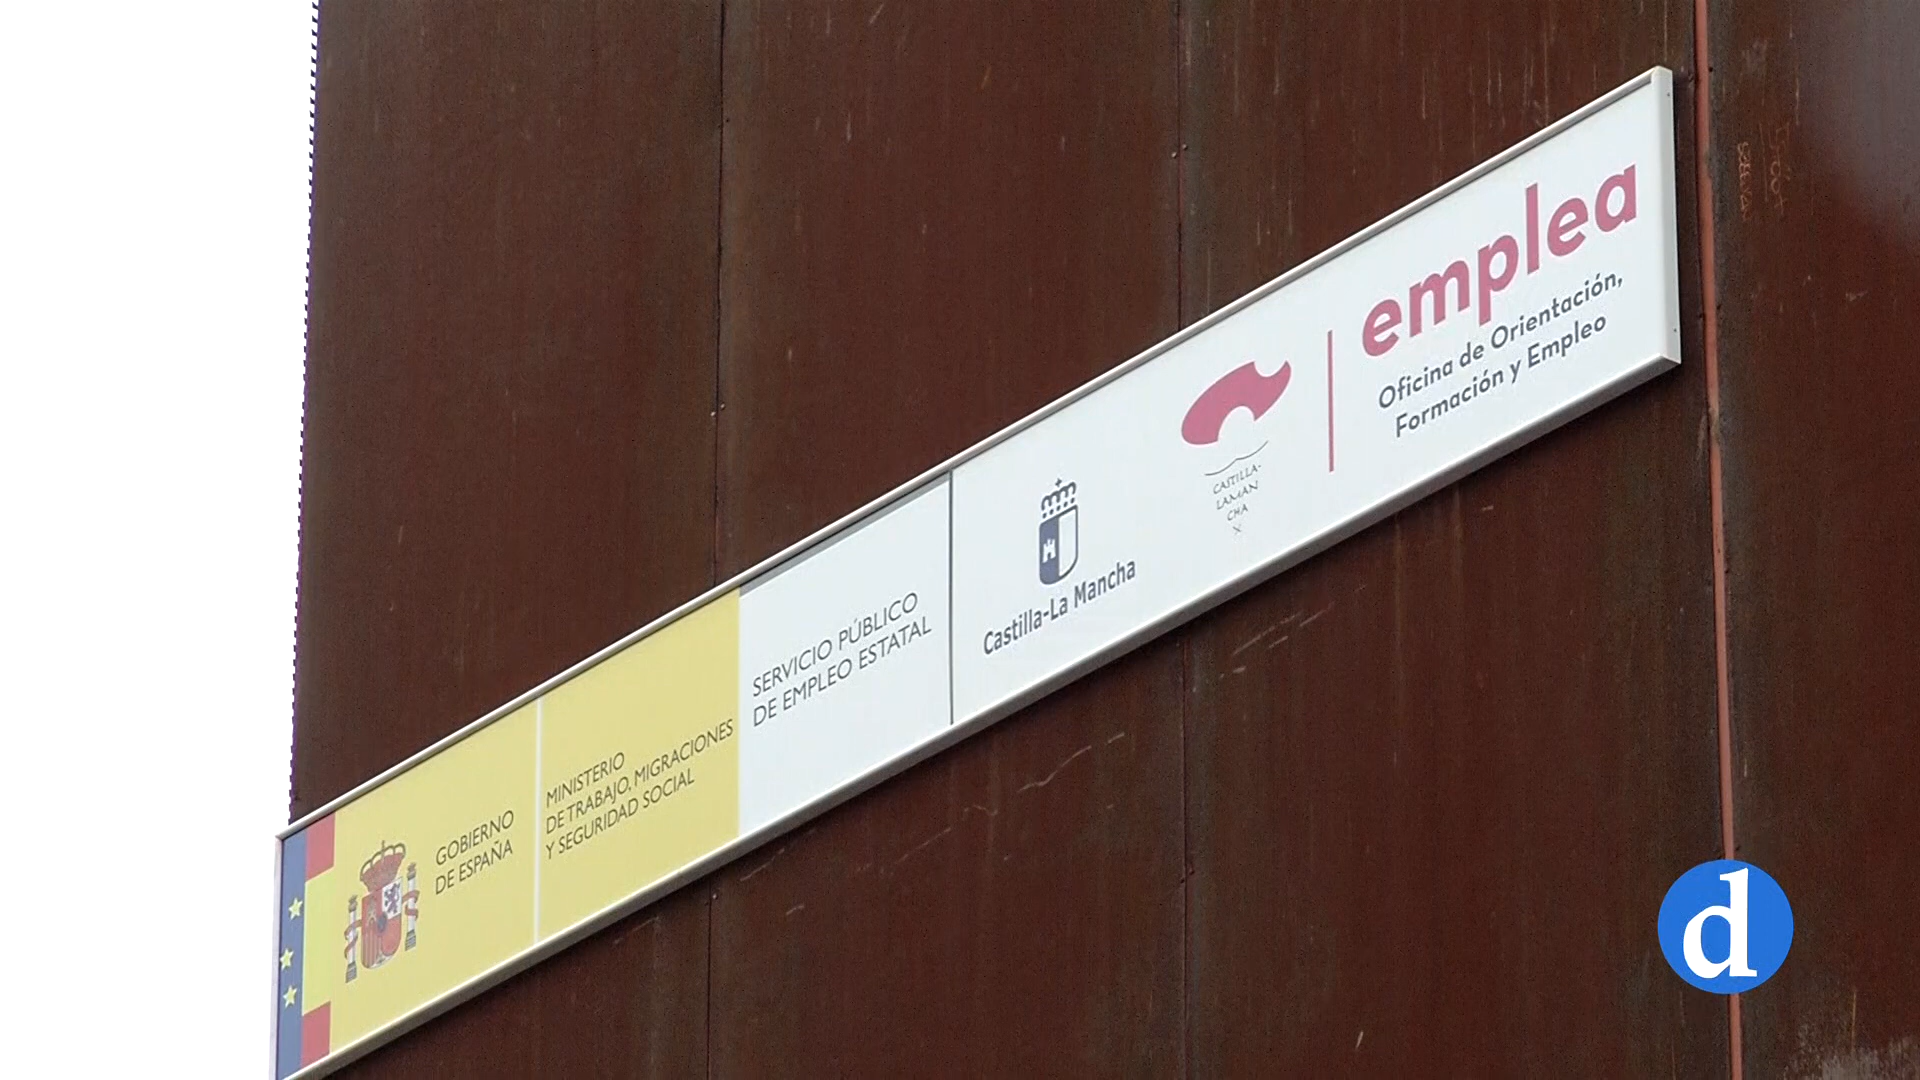 GOBIERNO
DE ESPAÑA
MINISTERIO
DE TRABAJO, MIGRACIONES
Y SEGURIDAD SOCIAL
SERVICIO PÚBLICO
DE EMPLEO ESTATAL
Castilla-La Mancha
CASTILLA-
LAMAN
CHA
emplea
Oficina de Orientación,
Formación y Empleo
d